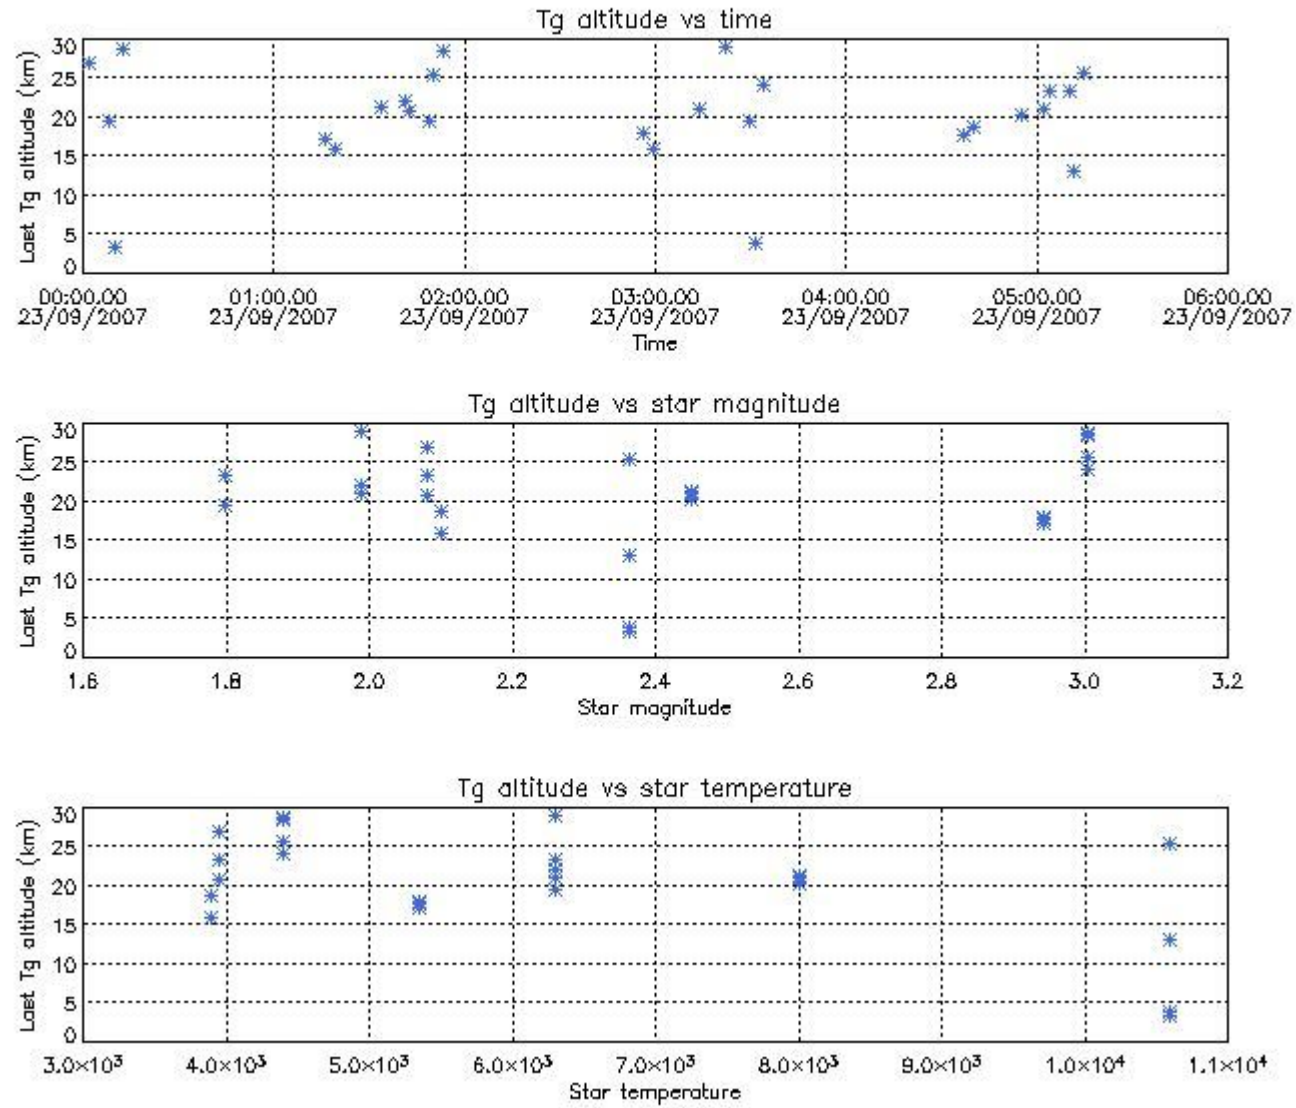 Tg altitude vs time
Last Tg altitude (km)
30
25
20
15
10
5
0
00:00.00 01:00.00 02:00.00 03:00.00 04:00.00 05:00.00 06:00.00
23/09/2007 23/09/2007 23/09/2007 23/09/2007 23/09/2007 23/09/2007 23/09/2007
Time
Tg altitude vs star magnitude
Last Tg altitude (km)
30
25
20
15
10
5
0
1.6 1.8 2.0 2.2 2.4 2.6 2.8 3.0 3.2
Star magnitude
Tg altitude vs star temperature
Last Tg altitude (km)
30
25
20
15
10
5
0
3.0×10³ 4.0×10³ 5.0×10³ 6.0×10³ 7.0×10³ 8.0×10³ 9.0×10³ 1.0×10⁴ 1.1×10⁴
Star temperature